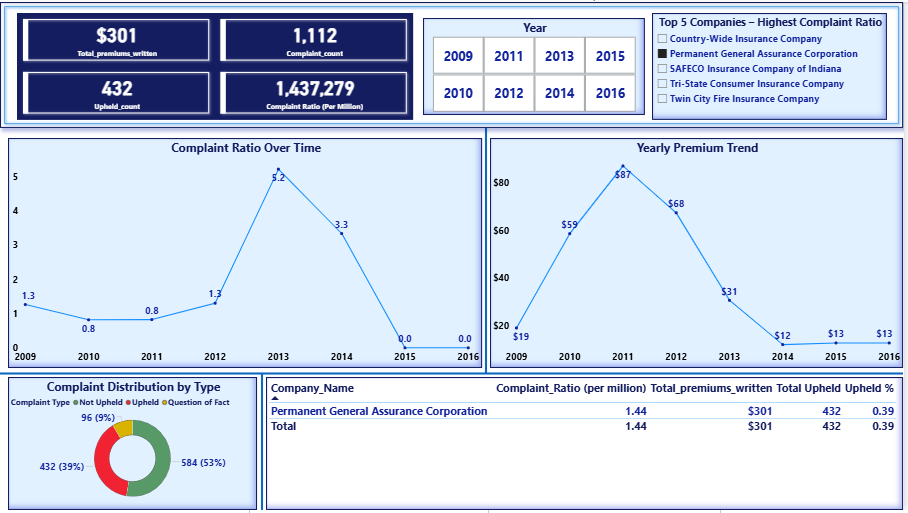 $301
Total_premiums_written
1,112
Complaint_count
432
Upheld_count
1,437,279
Complaint Ratio (Per Million)
Year
2009 2011 2013 2015
2010 2012 2014 2016
Top 5 Companies – Highest Complaint Ratio
Country-Wide Insurance Company
Permanent General Assurance Corporation
SAFECO Insurance Company of Indiana
Tri-State Consumer Insurance Company
Twin City Fire Insurance Company
Complaint Ratio Over Time
5
4
3
2
1
0
1.3
0.8
0.8
1.3
5.2
3.3
0.0
0.0
2009 2010 2011 2012 2013 2014 2015 2016
Yearly Premium Trend
$80
$60
$40
$20
$19
$59
$87
$68
$31
$12
$13
$13
2009 2010 2011 2012 2013 2014 2015 2016
Complaint Distribution by Type
Complaint Type Not Upheld Upheld Question of Fact
96 (9%)
432 (39%)
584 (53%)
Company_Name Complaint_Ratio (per million) Total_premiums_written Total Upheld Upheld %
Permanent General Assurance Corporation 1.44 $301 432 0.39
Total 1.44 $301 432 0.39